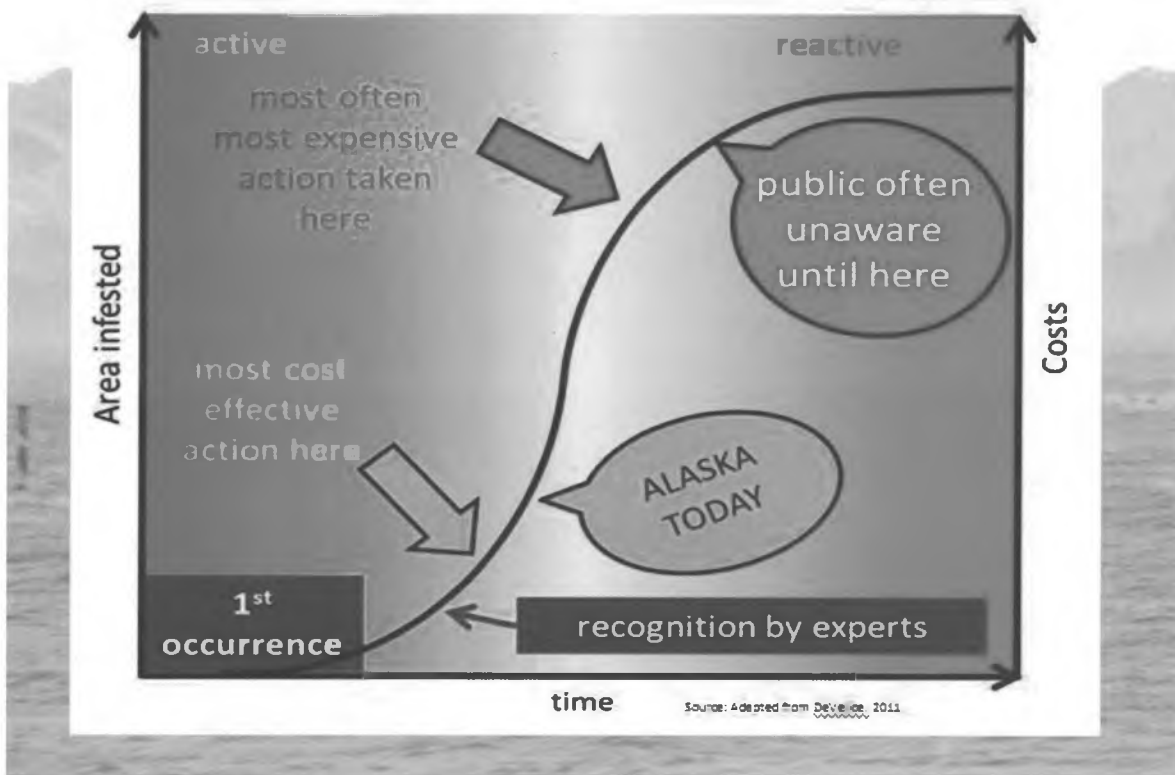 active
reactive
most often
most expensive
action taken
here
public often
unaware
until here
Area infested
Costs
most cost
effective
action here
ALASKA
TODAY
1st
occurrence
recognition by experts
time
Source: Adapted from 2011